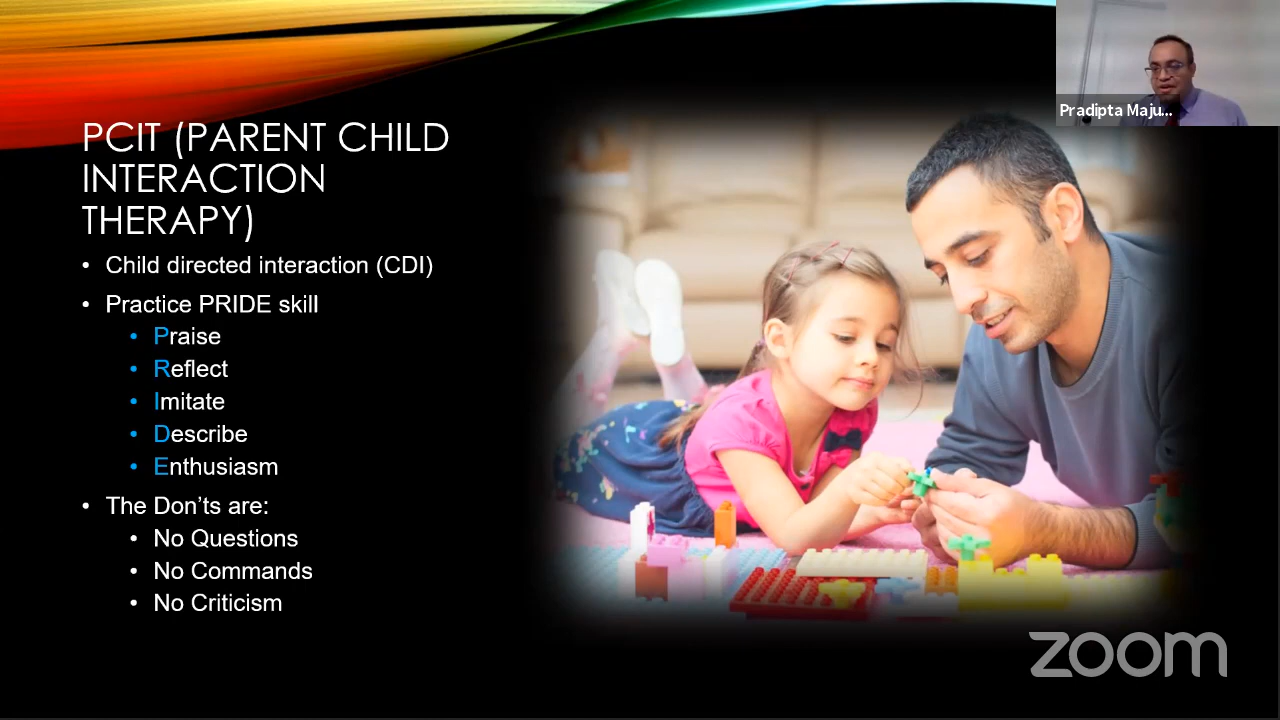 PCIT (PARENT CHILD
INTERACTION
THERAPY)
• Child directed interaction (CDI)
• Practice PRIDE skill
• Praise
• Reflect
• Imitate
• Describe
• Enthusiasm
• The Don'ts are:
• No Questions
• No Commands
• No Criticism
Pradipta Maju...
zoom